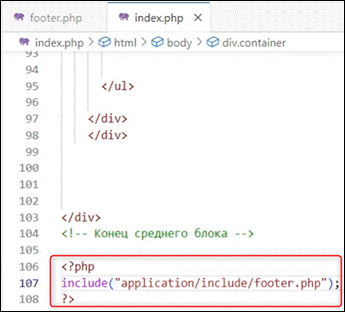 footer.php index.php ×
index.php > html > body > div.container
93
94
95 </ul>
96
97 </div>
98 </div>
99
100
101
102
103 </div>
104 <!-- Конец среднего блока -->
105
106 <?php
107 include("application/include/footer.php");
108 ?>